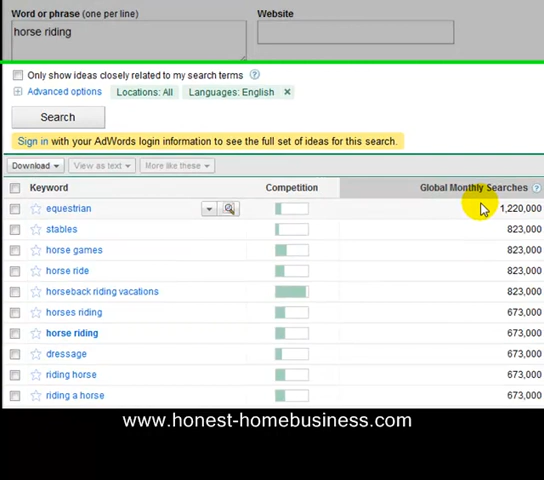 Word or phrase (one per line) Website
horse riding
Only show ideas closely related to my search terms ?
Advanced options Locations: All Languages: English ×
Search
Sign in with your AdWords login information to see the full set of ideas for this search.
Download View as text More like these
Keyword Competition Global Monthly Searches ?
equestrian 1,220,000
stables 823,000
horse games 823,000
horse ride 823,000
horseback riding vacations 823,000
horses riding 673,000
horse riding 673,000
dressage 673,000
riding horse 673,000
riding a horse 673,000
www.honest-homebusiness.com